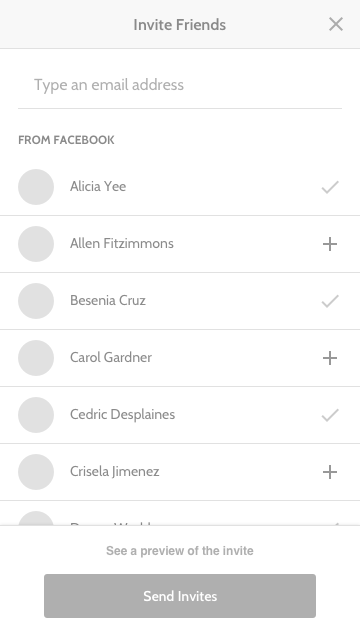 Invite Friends
Type an email address
FROM FACEBOOK
Alicia Yee
Allen Fitzimmons
Besenia Cruz
Carol Gardner
Cedric Desplaines
Crisela Jimenez
See a preview of the invite
Send Invites